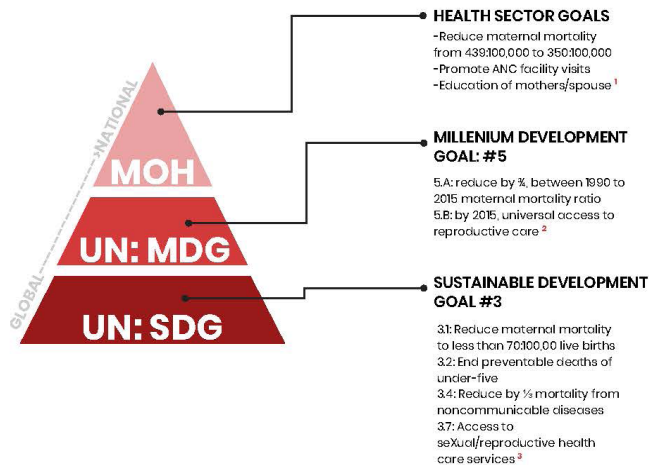 HEALTH SECTOR GOALS
-Reduce maternal mortality
from 439:100,000 to 350:100,000
-Promote ANC facility visits
-Education of mothers/spouse 1
MILLENIUM DEVELOPMENT
GOAL: #5
5.A: reduce by ¾, between 1990 to
2015 maternal mortality ratio
5.B: by 2015, universal access to
reproductive care 2
SUSTAINABLE DEVELOPMENT
GOAL #3
3.1: Reduce maternal mortality
to less than 70:100,00 live births
3.2: End preventable deaths of
under-five
3.4: Reduce by ⅓ mortality from
noncommunicable diseases
3.7: Access to
seXual/reproductive health
care services 3
MOH
UN: MDG
UN: SDG
GLOBAL------------>NATIONAL